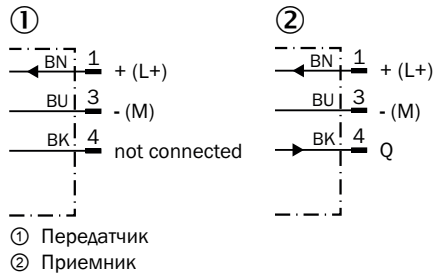 ① ②
BN 1 + (L+) BN 1 + (L+)
BU 3 - (M) BU 3 - (M)
BK 4 not connected BK 4 Q
① Передатчик
② Приемник